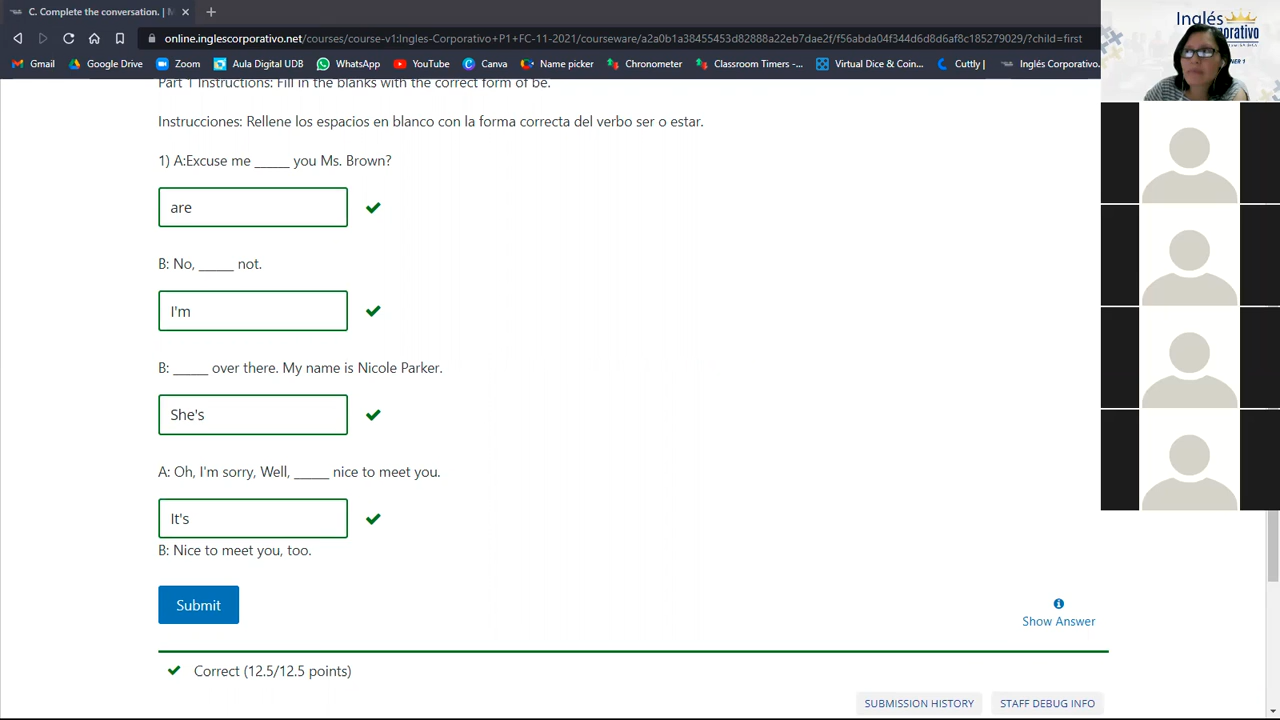 C. Complete the conversation. | M
online.inglescorporativo.net/courses/course-v1:Ingles-Corporativo+P1+FC-11-2021/courseware/a2a0b1a38455453d82888a22eb7d3e2f/f56abda04f344d6d8d6af8c185279029/?child=first
Gmail Google Drive Zoom Aula Digital UDB WhatsApp YouTube Canva Name picker Chronometer Classroom Timers -... Virtual Dice & Coin... Cuttly | Inglés Corporativo.
Inglés
Part 1 Instructions: Fill in the blanks with the correct form of be.
Instrucciones: Rellene los espacios en blanco con la forma correcta del verbo ser o estar.
1) A:Excuse me _____ you Ms. Brown?
are
B: No, _____ not.
I'm
B: _____ over there. My name is Nicole Parker.
She's
A: Oh, I'm sorry, Well, _____ nice to meet you.
It's
B: Nice to meet you, too.
Submit
Show Answer
Correct (12.5/12.5 points)
SUBMISSION HISTORY STAFF DEBUG INFO